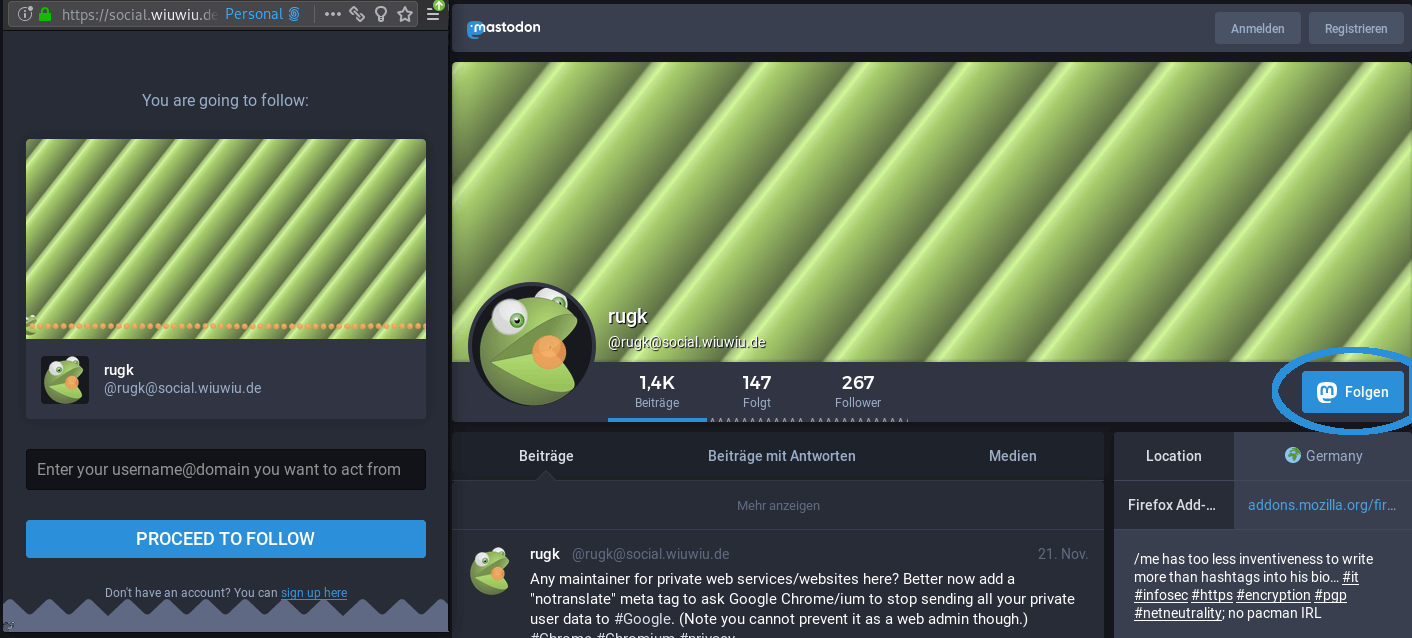 https://social.wiuwiu.de Personal
You are going to follow:
rugk
@rugk@social.wiuwiu.de
Enter your username@domain you want to act from
PROCEED TO FOLLOW
Don't have an account? You can sign up here
mastodon
Anmelden Registrieren
rugk
@rugk@social.wiuwiu.de
1,4K 147 267
Beiträge Folgt Follower
Folgen
Beiträge Beiträge mit Antworten Medien
Mehr anzeigen
rugk @rugk@social.wiuwiu.de 21. Nov.
Any maintainer for private web services/websites here? Better now add a
"notranslate" meta tag to ask Google Chrome/ium to stop sending all your private
user data to #Google. (Note you cannot prevent it as a web admin though.)
#Chrome #Chromium #privacy
Location Germany
Firefox Add-... addons.mozilla.org/fir...
/me has too less inventiveness to write
more than hashtags into his bio... #it
#infosec #https #encryption #pgp
#netneutrality; no pacman IRL